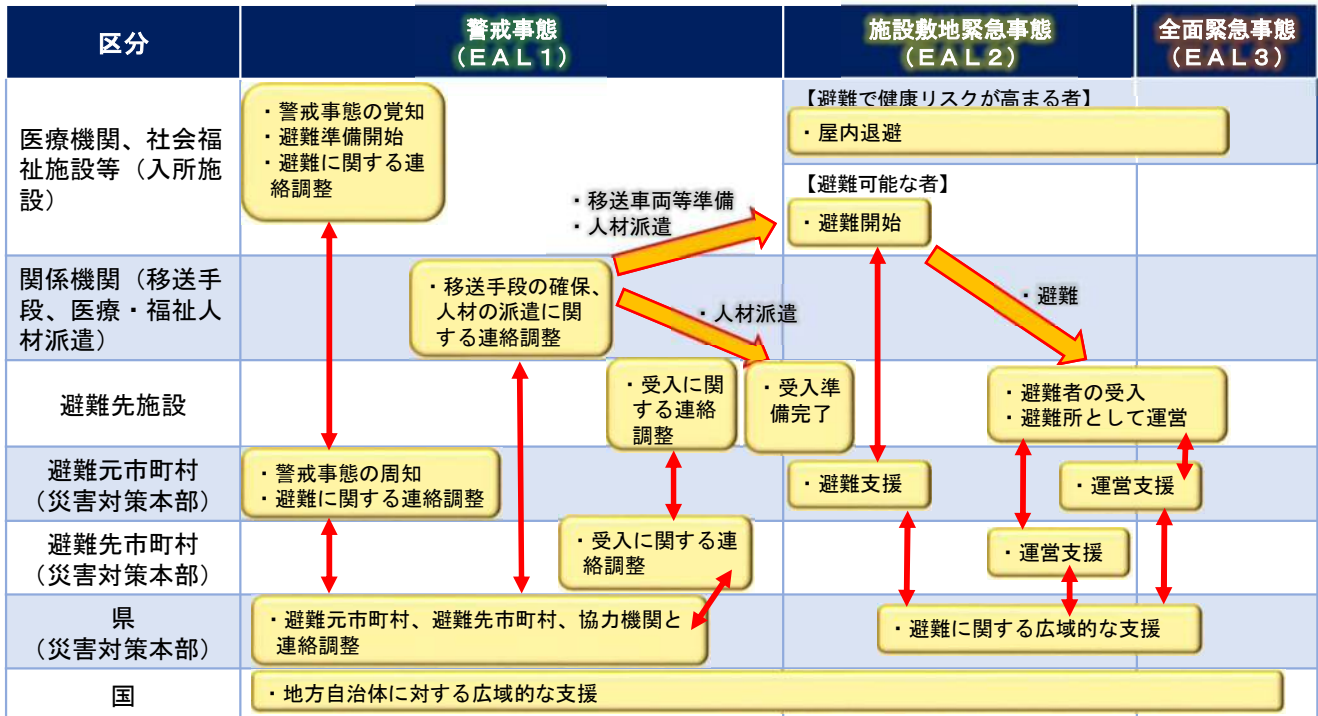 区分
警戒事態
(EAL1)
施設敷地緊急事態
(EAL2)
全面緊急事態
(EAL3)
医療機関、社会福
祉施設等（入所施
設）
・警戒事態の覚知
・避難準備開始
・避難に関する連
絡調整
・移送車両等準備
・人材派遣
【避難で健康リスクが高まる者】
・屋内退避
【避難可能な者】
・避難開始
関係機関（移送手
段、医療・福祉人
材派遣）
・移送手段の確保、
人材の派遣に関
する連絡調整
・人材派遣
・避難
避難先施設
・受入に関
する連絡
調整
・受入準
備完了
・避難者の受入
・避難所として運営
避難元市町村
（災害対策本部）
・警戒事態の周知
・避難に関する連絡調整
・避難支援
・運営支援
避難先市町村
（災害対策本部）
・受入に関する連
絡調整
・運営支援
県
（災害対策本部）
・避難元市町村、避難先市町村、協力機関と
連絡調整
・避難に関する広域的な支援
国
・地方自治体に対する広域的な支援